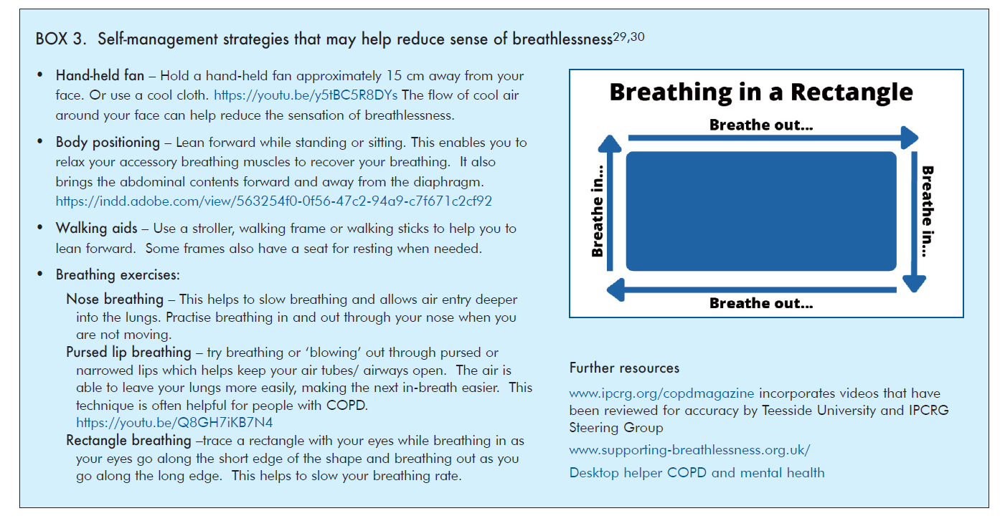 BOX 3. Self-management strategies that may help reduce sense of breathlessness29,30
• Hand-held fan – Hold a hand-held fan approximately 15 cm away from your
face. Or use a cool cloth. https://youtu.be/y5tBC5R8DYs The flow of cool air
around your face can help reduce the sensation of breathlessness.
• Body positioning – Lean forward while standing or sitting. This enables you to
relax your accessory breathing muscles to recover your breathing. It also
brings the abdominal contents forward and away from the diaphragm.
https://indd.adobe.com/view/563254f0-0f56-47c2-94a9-c7f671c2cf92
• Walking aids – Use a stroller, walking frame or walking sticks to help you to
lean forward. Some frames also have a seat for resting when needed.
• Breathing exercises:
Nose breathing – This helps to slow breathing and allows air entry deeper
into the lungs. Practise breathing in and out through your nose when you
are not moving.
Pursed lip breathing – try breathing or ‘blowing’ out through pursed or
narrowed lips which helps keep your air tubes/ airways open. The air is
able to leave your lungs more easily, making the next in-breath easier. This
technique is often helpful for people with COPD.
https://youtu.be/Q8GH7iKB7N4
Rectangle breathing –trace a rectangle with your eyes while breathing in as
your eyes go along the short edge of the shape and breathing out as you
go along the long edge. This helps to slow your breathing rate.
Breathing in a Rectangle
Breathe out...
Breathe in...
Breathe in...
Breathe out...
Further resources
www.ipcrg.org/copdmagazine incorporates videos that have
been reviewed for accuracy by Teesside University and IPCRG
Steering Group
www.supporting-breathlessness.org.uk/
Desktop helper COPD and mental health